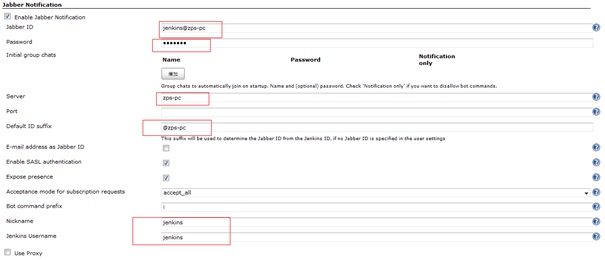 Jabber Notification
Enable Jabber Notification
Jabber ID
jenkins@zps-pc
Password
•••••••
Initial group chats
Name Password Notification only
增加
Group chats to automatically join on startup. Name and (optional) password. Check 'Notification only' if you want to disallow bot commands.
Server
zps-pc
Port
Default ID suffix
@zps-pc
This suffix will be used to determine the Jabber ID from the Jenkins ID, if no Jabber ID is specified in the user settings
E-mail address as Jabber ID
Enable SASL authentication
Expose presence
Acceptance mode for subscription requests
accept_all
Bot command prefix
!
Nickname
jenkins
Jenkins Username
jenkins
Use Proxy